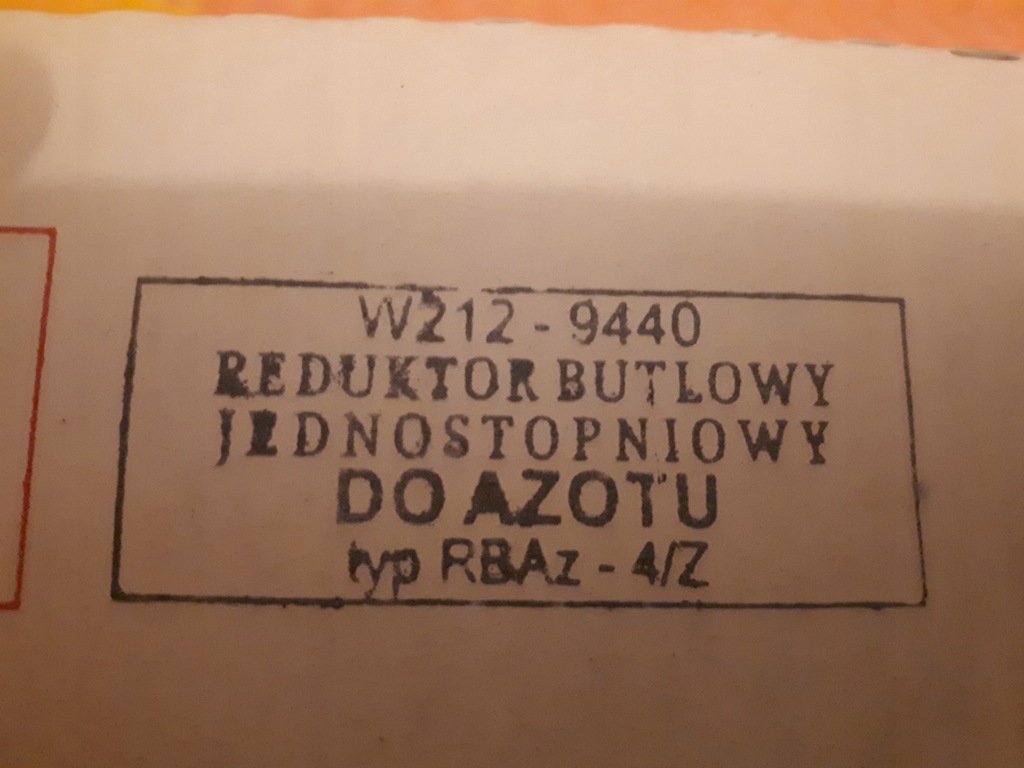 W212 - 9440
REDUKTOR BUTLOWY
JEDNOSTOPNIOWY
DO AZOTU
typ RBAz - 4/Z